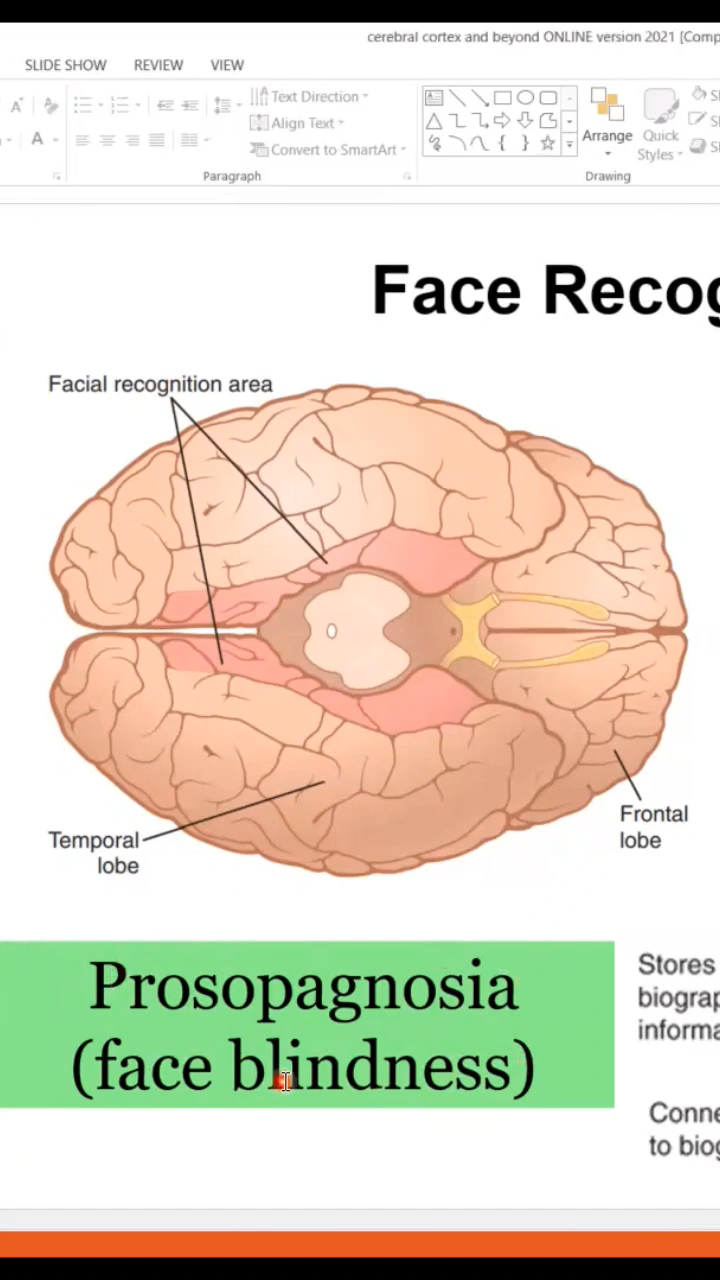 cerebral cortex and beyond ONLINE version 2021 [Comp
SLIDE SHOW REVIEW VIEW
Text Direction
Align Text
Convert to SmartArt
Arrange
Quick
Styles
Paragraph
Drawing
Face Recog
Facial recognition area
Frontal
lobe
Temporal
lobe
Prosopagnosia
(face blindness)
Stores
biograp
informa
Conne
to biog